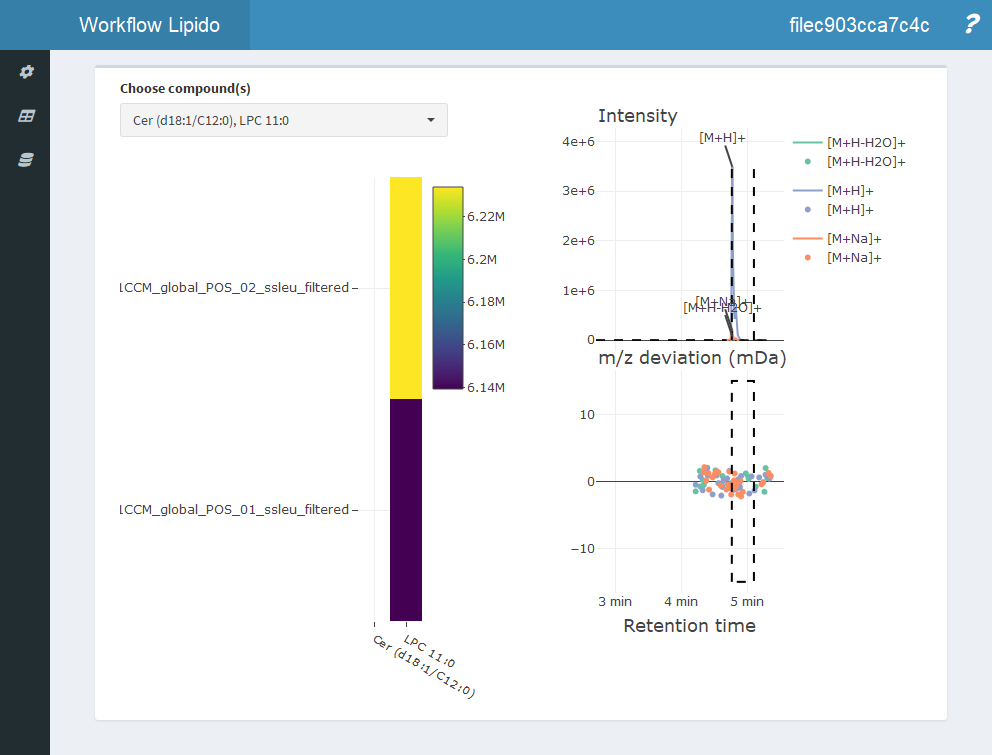 Workflow Lipido
filec903cca7c4c
?
Choose compound(s)
Cer (d18:1/C12:0), LPC 11:0
6.22M
6.2M
6.18M
6.16M
6.14M
1CCM_global_POS_02_ssleu_filtered
1CCM_global_POS_01_ssleu_filtered
Cer (d18:1/C12:0)
LPC 11:0
Intensity
4e+6
3e+6
2e+6
1e+6
0
[M+H]+
[M+Na]+
[M+H-H2O]+
[M+H-H2O]+
[M+H-H2O]+
[M+H]+
[M+H]+
[M+Na]+
[M+Na]+
m/z deviation (mDa)
10
0
−10
3 min
4 min
5 min
Retention time